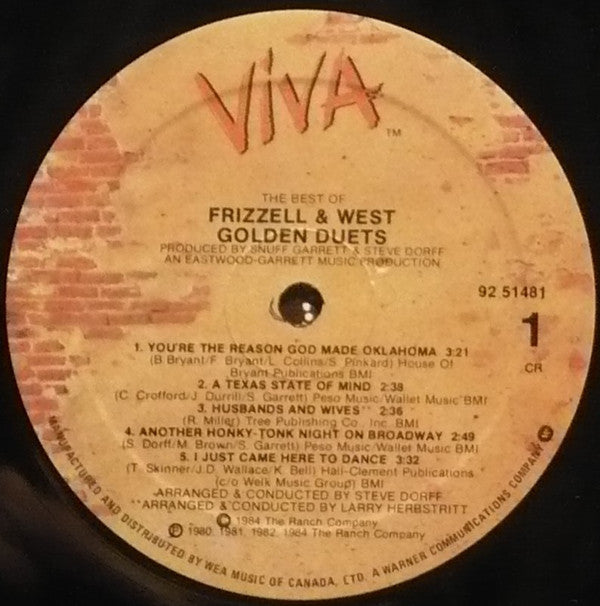 ViVA
™
THE BEST OF
FRIZZELL & WEST
GOLDEN DUETS
PRODUCED BY SNUFF GARRETT & STEVE DORFF
AN EASTWOOD-GARRETT MUSIC PRODUCTION
92 51481
1
CR
1. YOU'RE THE REASON GOD MADE OKLAHOMA 3:21
(B.Bryant/F. Bryant/L. Collins/S. Pinkard) House Of
Bryant Publications BMI
2. A TEXAS STATE OF MIND 2:38
(C. Crofford/J. Durrill/S. Garrett) Peso Music/Wallet Music BMI
3. HUSBANDS AND WIVES** 2:36
(R. Miller) Tree Publishing Co. Inc. BMI
4. ANOTHER HONKY-TONK NIGHT ON BROADWAY 2:49
(S. Dorff/M. Brown/S. Garrett) Peso Music/Wallet Music BMI
5. I JUST CAME HERE TO DANCE 3:32
(T. Skinner/J.D. Wallace/K. Bell) Hall-Clement Publications
(c/o Welk Music Group) BMI
ARRANGED & CONDUCTED BY STEVE DORFF
**ARRANGED & CONDUCTED BY LARRY HERBSTRITT
© 1984 The Ranch Company
℗ 1980, 1981, 1982, 1984 The Ranch Company
MANUFACTURED AND DISTRIBUTED BY WEA MUSIC OF CANADA, LTD. A WARNER COMMUNICATIONS COMPANY